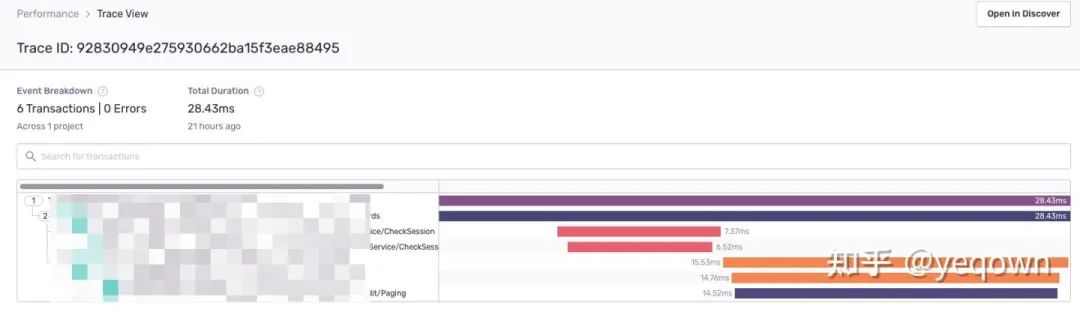 Performance > Trace View
Open in Discover
Trace ID: 92830949e275930662ba15f3eae88495
Event Breakdown ?
Total Duration ?
6 Transactions | 0 Errors
28.43ms
Across 1 project
21 hours ago
Search for transactions
1
28.43ms
2
rds
28.43ms
ice/CheckSession
7.37ms
Service/CheckSess
6.52ms
15.53ms
14.76ms
dit/Paging
14.52ms
知乎 @yeqown